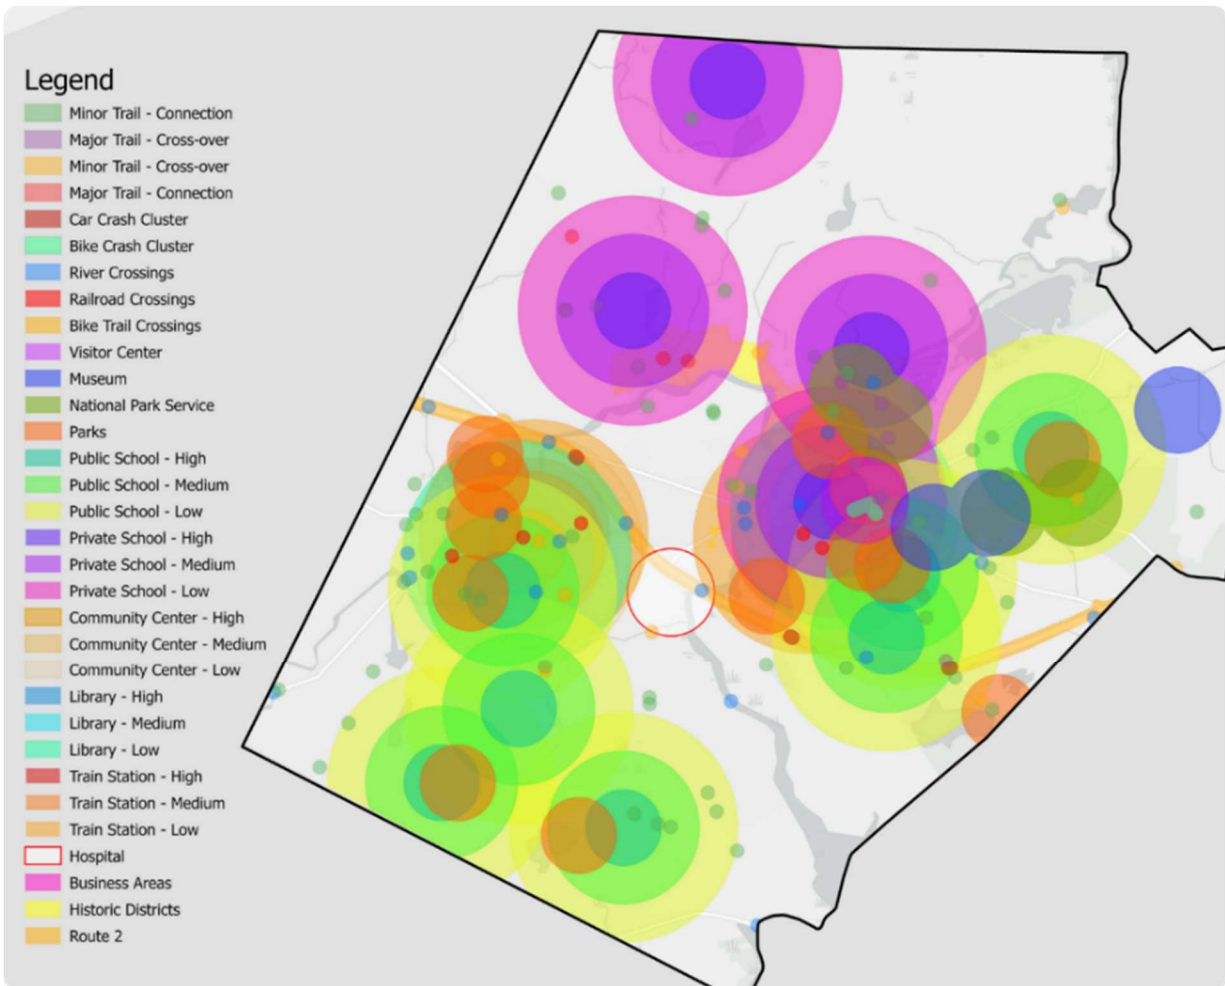 Legend
Minor Trail - Connection
Major Trail - Cross-over
Minor Trail - Cross-over
Major Trail - Connection
Car Crash Cluster
Bike Crash Cluster
River Crossings
Railroad Crossings
Bike Trail Crossings
Visitor Center
Museum
National Park Service
Parks
Public School - High
Public School - Medium
Public School - Low
Private School - High
Private School - Medium
Private School - Low
Community Center - High
Community Center - Medium
Community Center - Low
Library - High
Library - Medium
Library - Low
Train Station - High
Train Station - Medium
Train Station - Low
Hospital
Business Areas
Historic Districts
Route 2